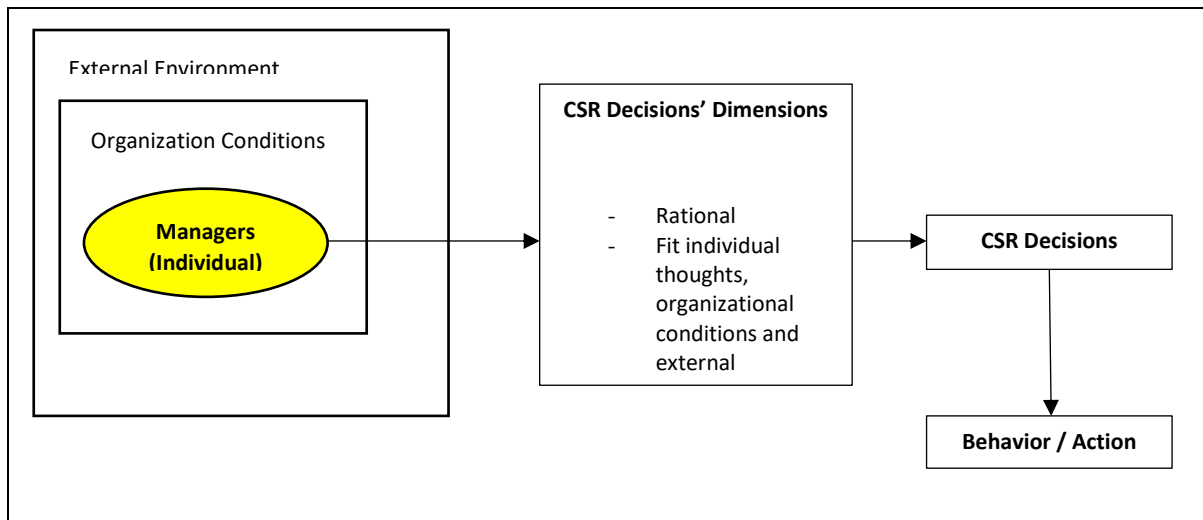 External Environment
Organization Conditions
Managers
(Individual)
CSR Decisions’ Dimensions
- Rational
- Fit individual
thoughts,
organizational
conditions and
external
CSR Decisions
Behavior / Action